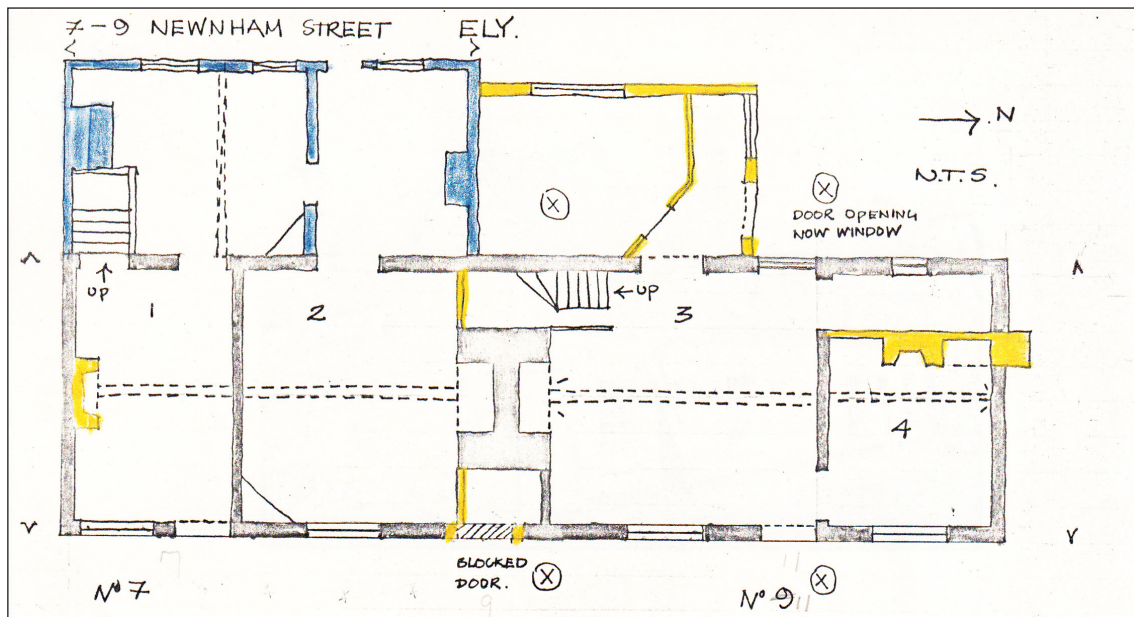 7-9 NEWNHAM STREET ELY.
N
N.T.S.
X
X
DOOR OPENING
NOW WINDOW
UP
1
2
UP
3
4
BLOCKED
DOOR.
X
Nº 7
Nº 9
X